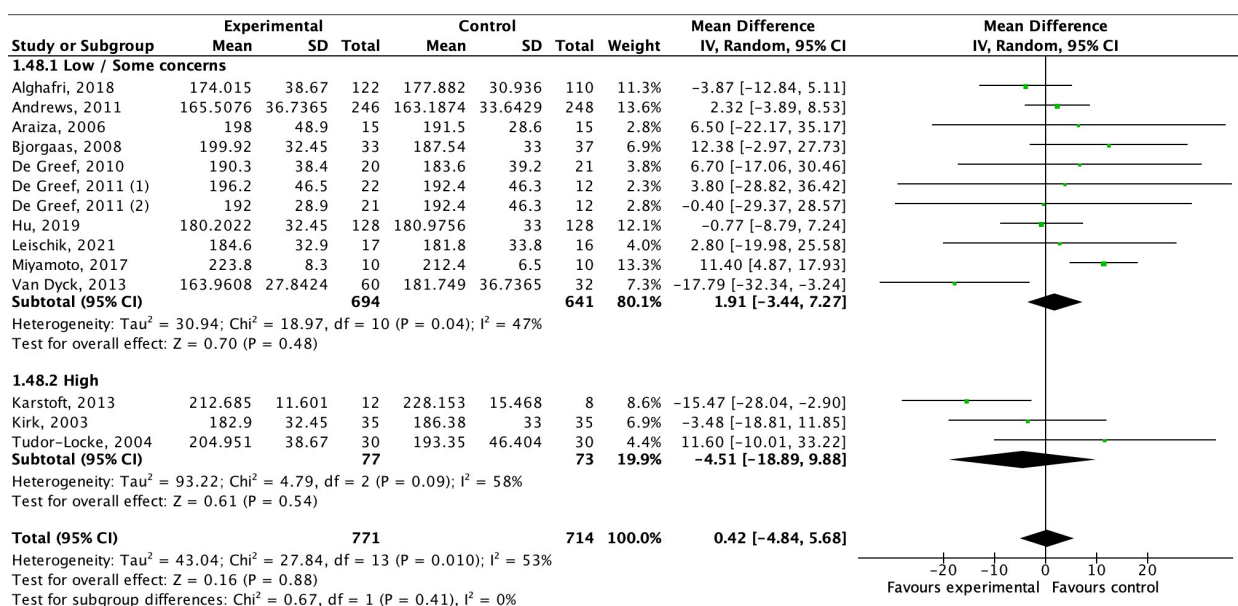 Experimental Control Mean Difference Mean Difference
Study or Subgroup Mean SD Total Mean SD Total Weight IV, Random, 95% CI IV, Random, 95% CI
1.48.1 Low / Some concerns
Alghafri, 2018 174.015 38.67 122 177.882 30.936 110 11.3% −3.87 [−12.84, 5.11]
Andrews, 2011 165.5076 36.7365 246 163.1874 33.6429 248 13.6% 2.32 [−3.89, 8.53]
Araiza, 2006 198 48.9 15 191.5 28.6 15 2.8% 6.50 [−22.17, 35.17]
Bjorgaas, 2008 199.92 32.45 33 187.54 33 37 6.9% 12.38 [−2.97, 27.73]
De Greef, 2010 190.3 38.4 20 183.6 39.2 21 3.8% 6.70 [−17.06, 30.46]
De Greef, 2011 (1) 196.2 46.5 22 192.4 46.3 12 2.3% 3.80 [−28.82, 36.42]
De Greef, 2011 (2) 192 28.9 21 192.4 46.3 12 2.8% −0.40 [−29.37, 28.57]
Hu, 2019 180.2022 32.45 128 180.9756 33 128 12.1% −0.77 [−8.79, 7.24]
Leischik, 2021 184.6 32.9 17 181.8 33.8 16 4.0% 2.80 [−19.98, 25.58]
Miyamoto, 2017 223.8 8.3 10 212.4 6.5 10 13.3% 11.40 [4.87, 17.93]
Van Dyck, 2013 163.9608 27.8424 60 181.749 36.7365 32 7.3% −17.79 [−32.34, −3.24]
Subtotal (95% CI) 694 641 80.1% 1.91 [−3.44, 7.27]
Heterogeneity: Tau² = 30.94; Chi² = 18.97, df = 10 (P = 0.04); I² = 47%
Test for overall effect: Z = 0.70 (P = 0.48)
1.48.2 High
Karstoft, 2013 212.685 11.601 12 228.153 15.468 8 8.6% −15.47 [−28.04, −2.90]
Kirk, 2003 182.9 32.45 35 186.38 33 35 6.9% −3.48 [−18.81, 11.85]
Tudor−Locke, 2004 204.951 38.67 30 193.35 46.404 30 4.4% 11.60 [−10.01, 33.22]
Subtotal (95% CI) 77 73 19.9% −4.51 [−18.89, 9.88]
Heterogeneity: Tau² = 93.22; Chi² = 4.79, df = 2 (P = 0.09); I² = 58%
Test for overall effect: Z = 0.61 (P = 0.54)
Total (95% CI) 771 714 100.0% 0.42 [−4.84, 5.68]
Heterogeneity: Tau² = 43.04; Chi² = 27.84, df = 13 (P = 0.010); I² = 53%
Test for overall effect: Z = 0.16 (P = 0.88)
Test for subgroup differences: Chi² = 0.67, df = 1 (P = 0.41), I² = 0%
−20 −10 0 10 20
Favours experimental Favours control